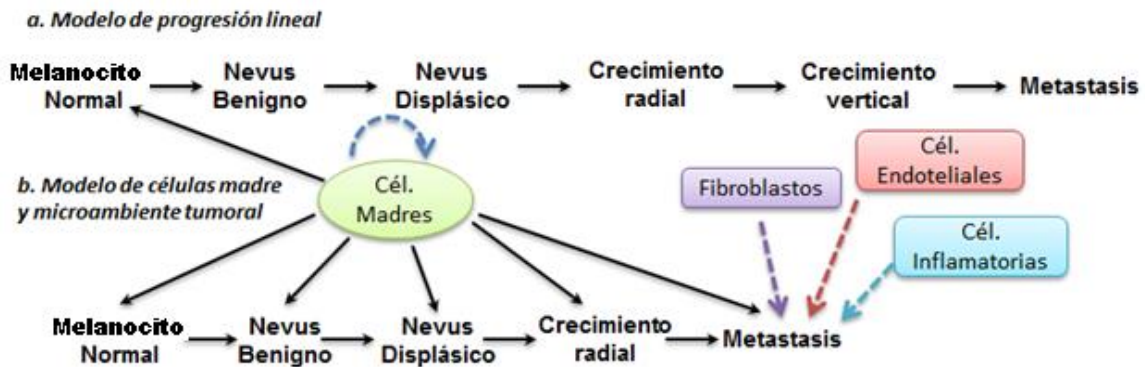 a. Modelo de progresión lineal
Melanocito
Normal
Nevus
Benigno
Nevus
Displásico
Crecimiento
radial
Crecimiento
vertical
Metastasis
b. Modelo de células madre
y microambiente tumoral
Cél.
Madres
Fibroblastos
Cél.
Endoteliales
Cél.
Inflamatorias
Melanocito
Normal
Nevus
Benigno
Nevus
Displásico
Crecimiento
radial
Metastasis